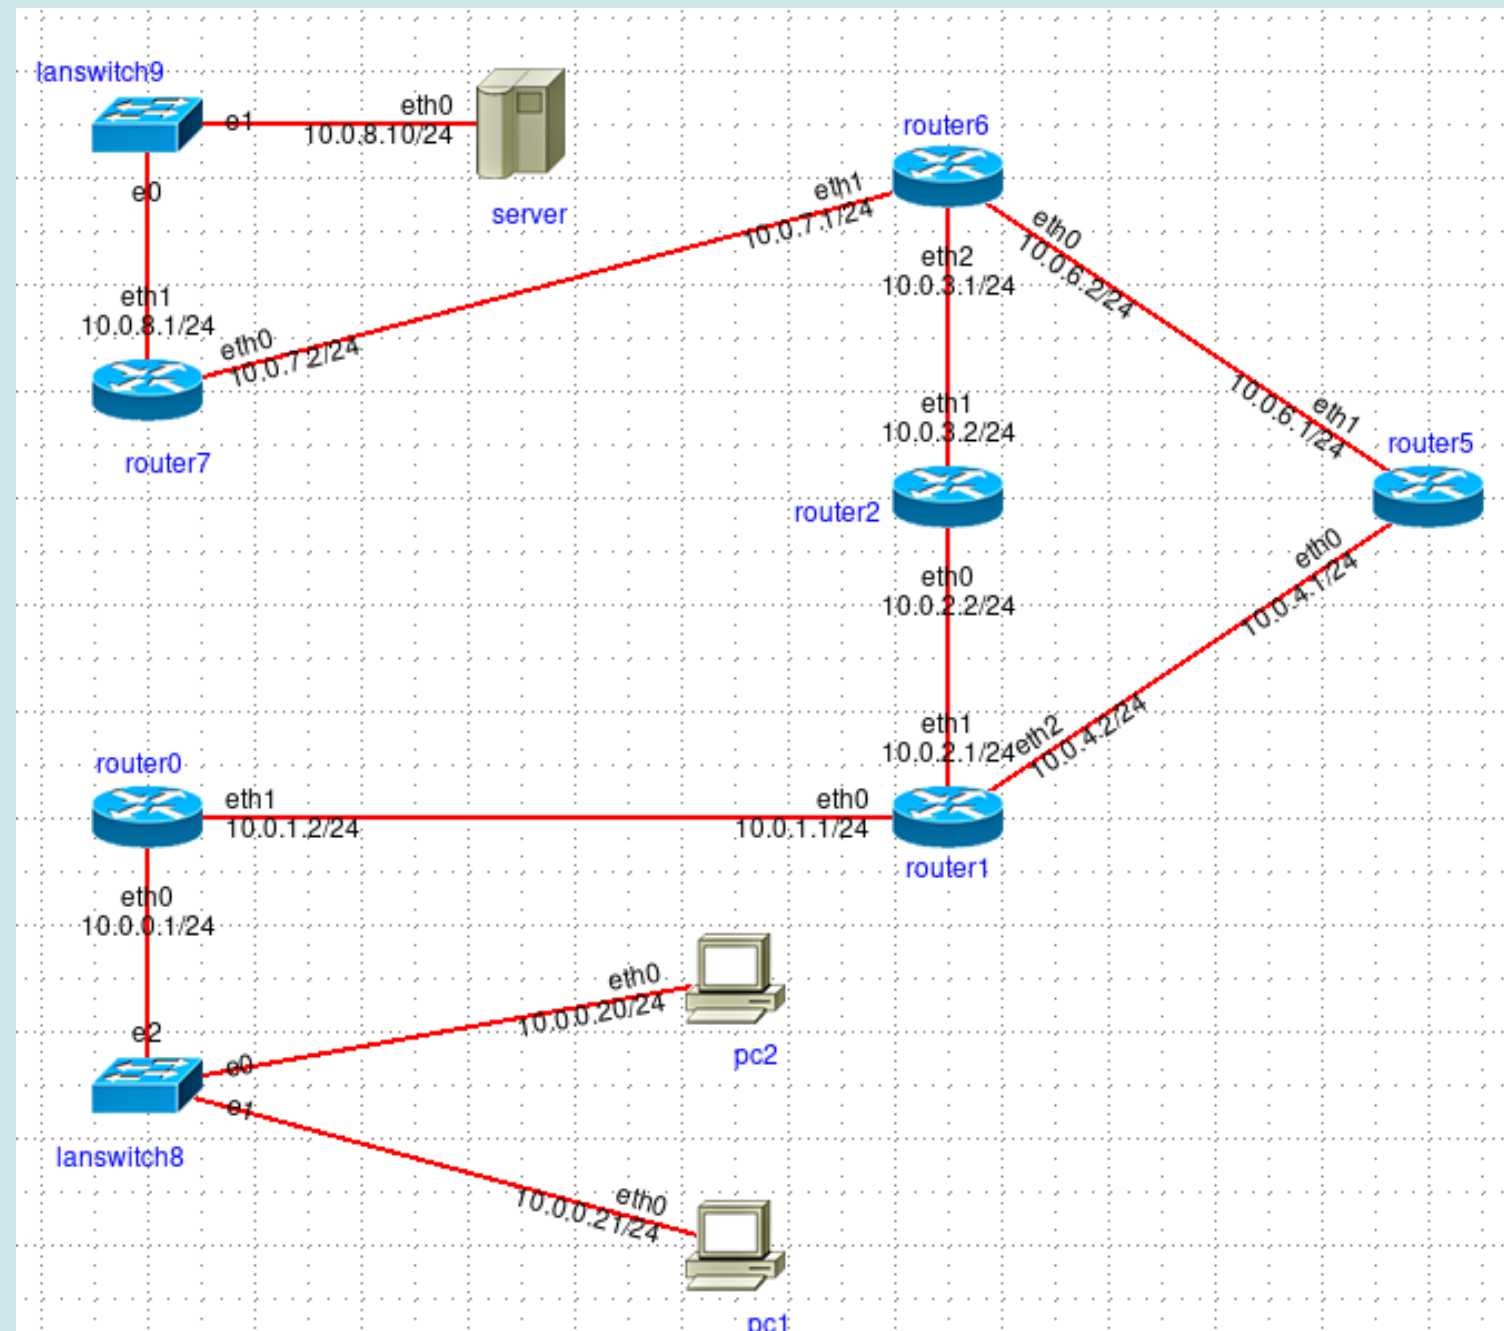 lanswitch9
e1
eth0
10.0.8.10/24
server
e0
eth1
10.0.8.1/24
router7
eth0
10.0.7.2/24
router6
eth1
10.0.7.1/24
eth2
10.0.3.1/24
eth0
10.0.6.2/24
eth1
10.0.6.1/24
router5
eth1
10.0.3.2/24
router2
eth0
10.0.2.2/24
eth0
10.0.4.1/24
eth1
10.0.2.1/24
eth2
10.0.4.2/24
router0
eth1
10.0.1.2/24
eth0
10.0.1.1/24
router1
eth0
10.0.0.1/24
e2
e0
e1
lanswitch8
eth0
10.0.0.20/24
pc2
eth0
10.0.0.21/24
pc1